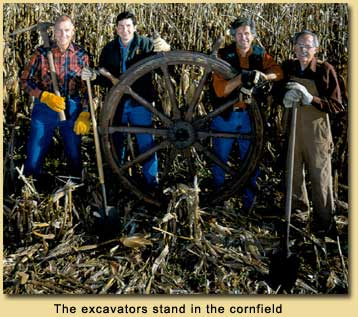 The excavators stand in the cornfield